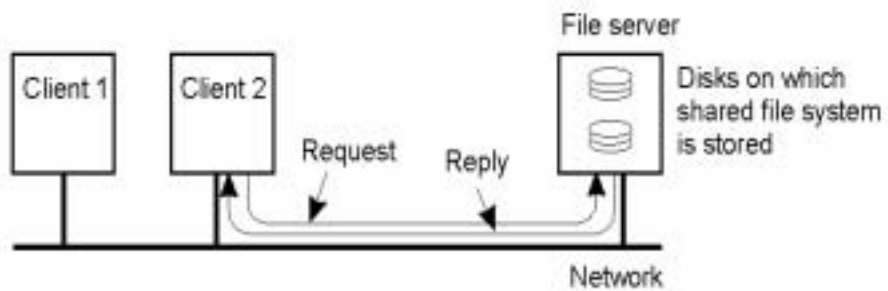 File server
Client 1
Client 2
Disks on which
shared file system
is stored
Request
Reply
Network